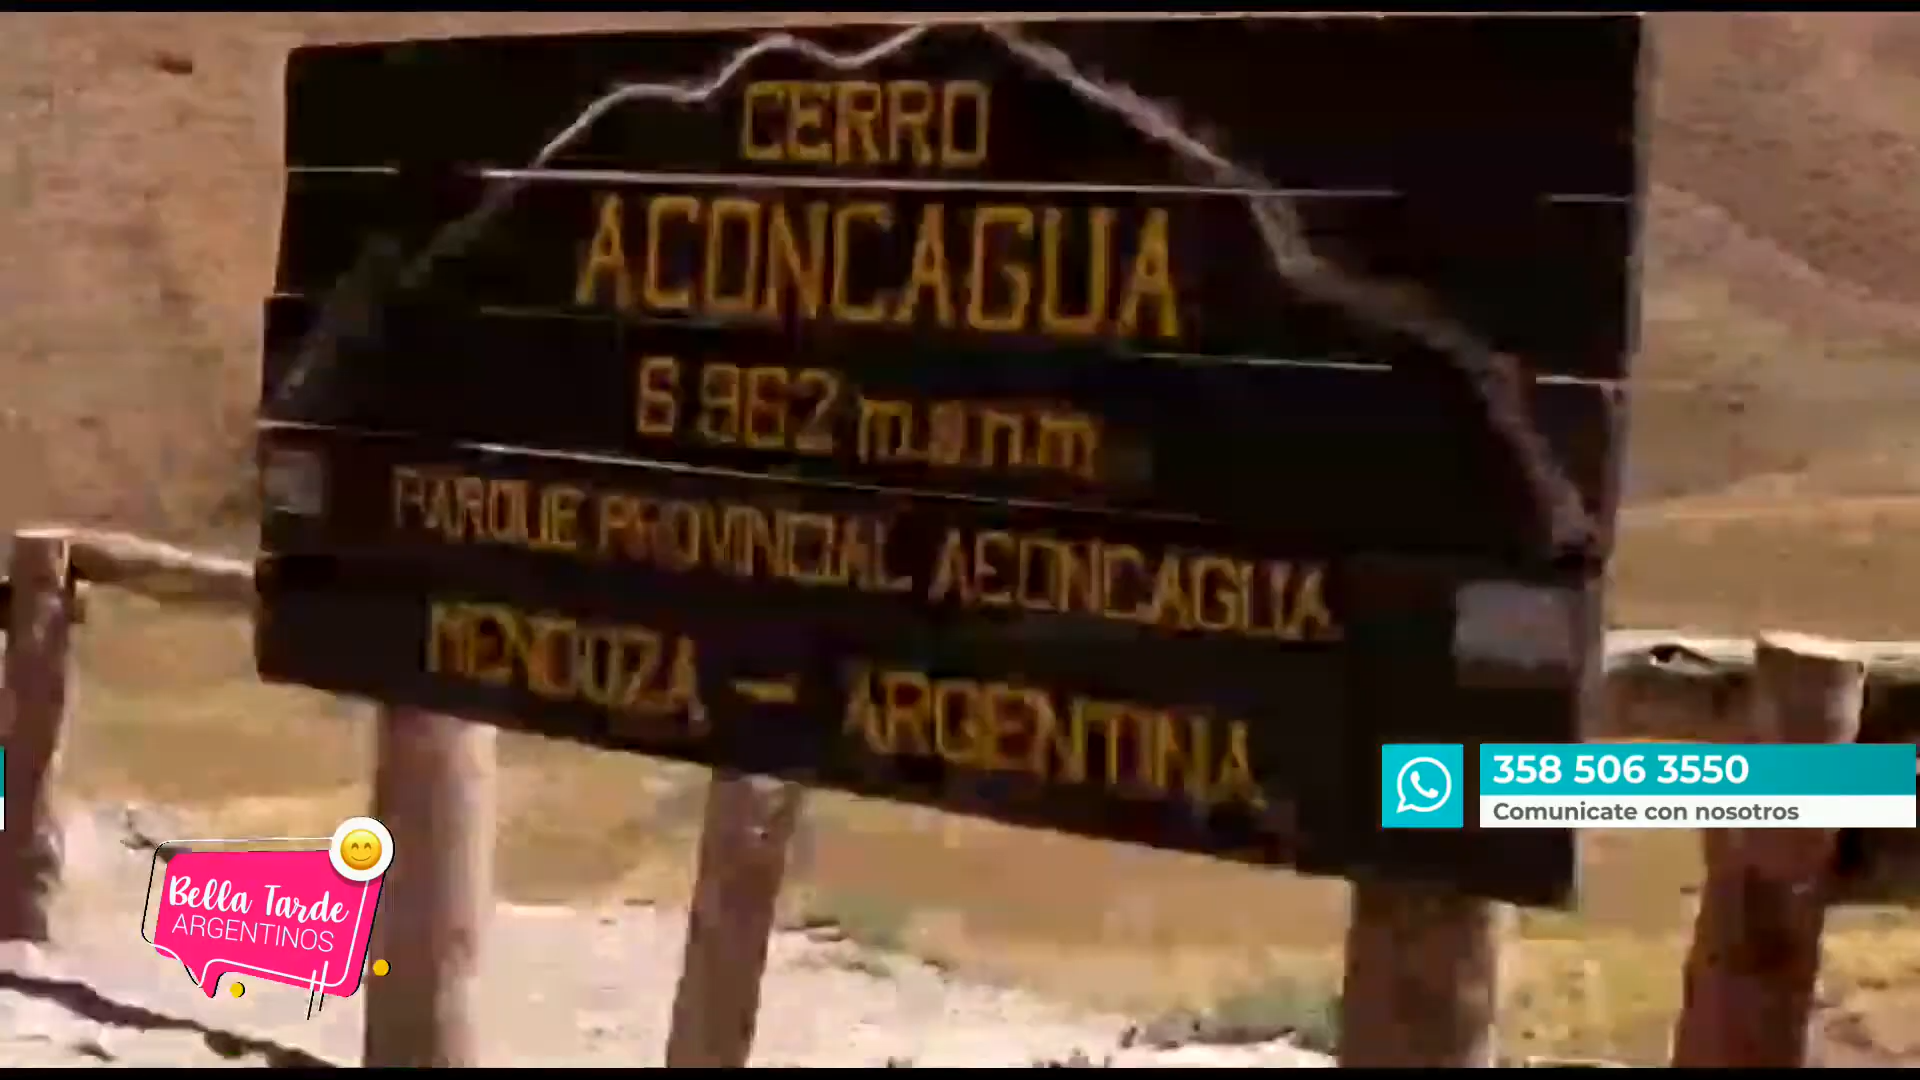 CERRO
ACONCAGUA
6.962 m.s.n.m
PARQUE PROVINCIAL ACONCAGUA
MENDOZA - ARGENTINA
358 506 3550
Comunicate con nosotros
Bella Tarde
ARGENTINOS